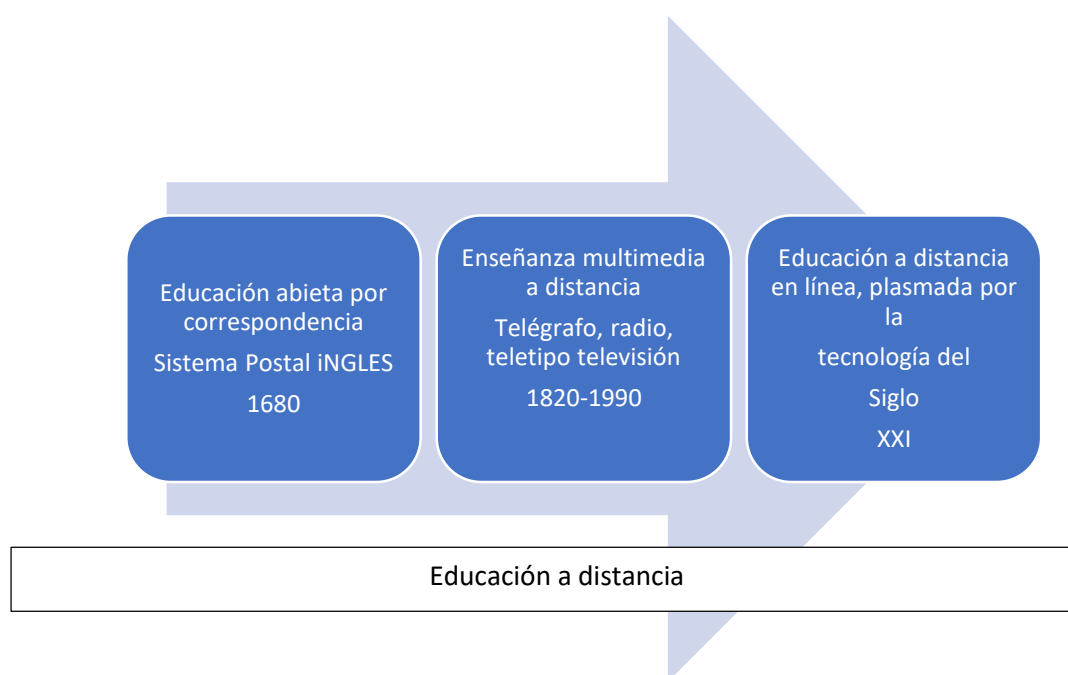 Educación abieta por
correspondencia
Sistema Postal iNGLES
1680
Enseñanza multimedia
a distancia
Telégrafo, radio,
teletipo televisión
1820-1990
Educación a distancia
en línea, plasmada por
la
tecnología del
Siglo
XXI
Educación a distancia